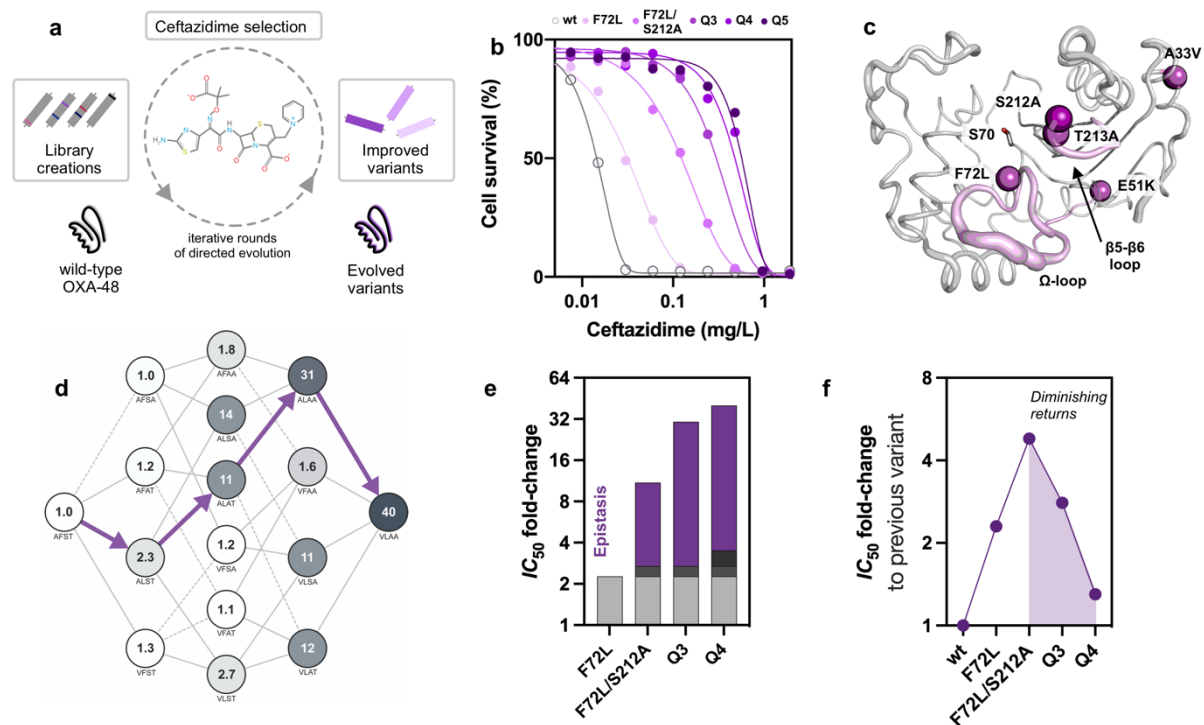 a
Ceftazidime selection
Library
creations
Improved
variants
iterative rounds
of directed evolution
wild-type
OXA-48
Evolved
variants
O
O⁻
O
N
S
N
H₂N
O
H
N
O
S
N
N
O
O⁻
b
wt
F72L
F72L/
S212A
Q3
Q4
Q5
Cell survival (%)
100
50
0
0.01
0.1
1
Ceftazidime (mg/L)
c
A33V
S212A
S70
T213A
F72L
E51K
β5-β6
loop
Ω-loop
d
1.8
AFAA
1.0
AFSA
31
ALAA
14
ALSA
1.2
AFAT
11
ALAT
1.6
VFAA
1.0
AFST
40
VLAA
2.3
ALST
1.2
VFSA
11
VLSA
1.1
VFAT
1.3
VFST
12
VLAT
2.7
VLST
e
IC50 fold-change
64
32
16
8
4
2
1
Epistasis
F72L
F72L/S212A
Q3
Q4
f
IC50 fold-change
to previous variant
8
4
2
1
Diminishing
returns
wt
F72L
F72L/S212A
Q3
Q4